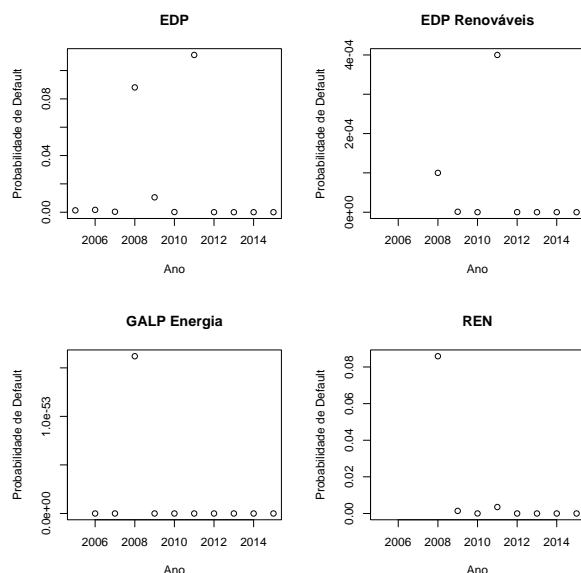 EDP
Probabilidade de Default
0.00 0.04 0.08
2006 2008 2010 2012 2014
Ano
EDP Renováveis
Probabilidade de Default
0e+00 2e-04 4e-04
2006 2008 2010 2012 2014
Ano
GALP Energia
Probabilidade de Default
0.0e+00 1.0e-53
2006 2008 2010 2012 2014
Ano
REN
Probabilidade de Default
0.00 0.02 0.04 0.06 0.08
2006 2008 2010 2012 2014
Ano